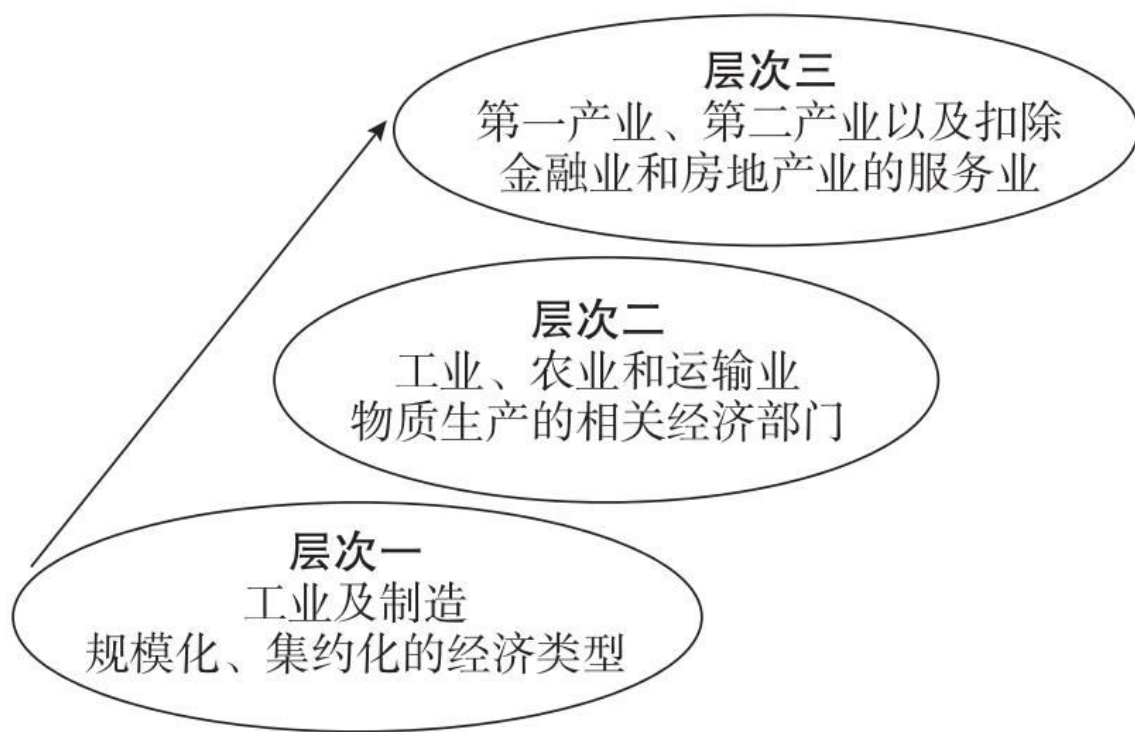 层次三
第一产业、第二产业以及扣除
金融业和房地产业的服务业
层次二
工业、农业和运输业
物质生产的相关经济部门
层次一
工业及制造
规模化、集约化的经济类型